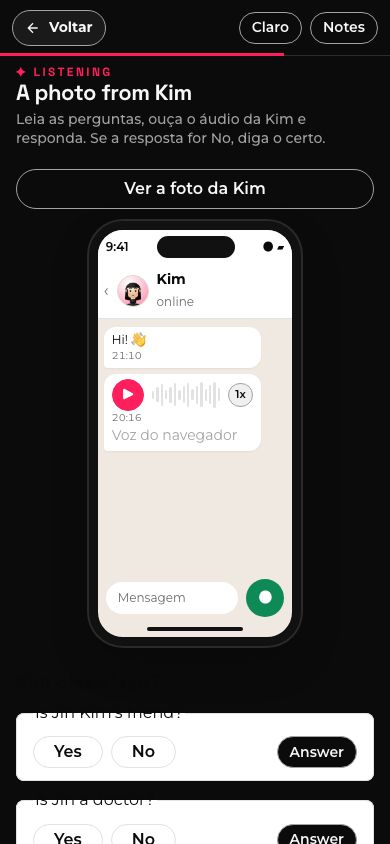 Voltar
Claro
Notes
LISTENING
A photo from Kim
Leia as perguntas, ouça o áudio da Kim e
responda. Se a resposta for No, diga o certo.
Ver a foto da Kim
9:41
Kim
online
Hi! 👋
21:10
1x
20:16
Voz do navegador
Mensagem
Is Jin Kim's friend?
Yes
No
Answer
Is Jin a doctor?
Yes
No
Answer